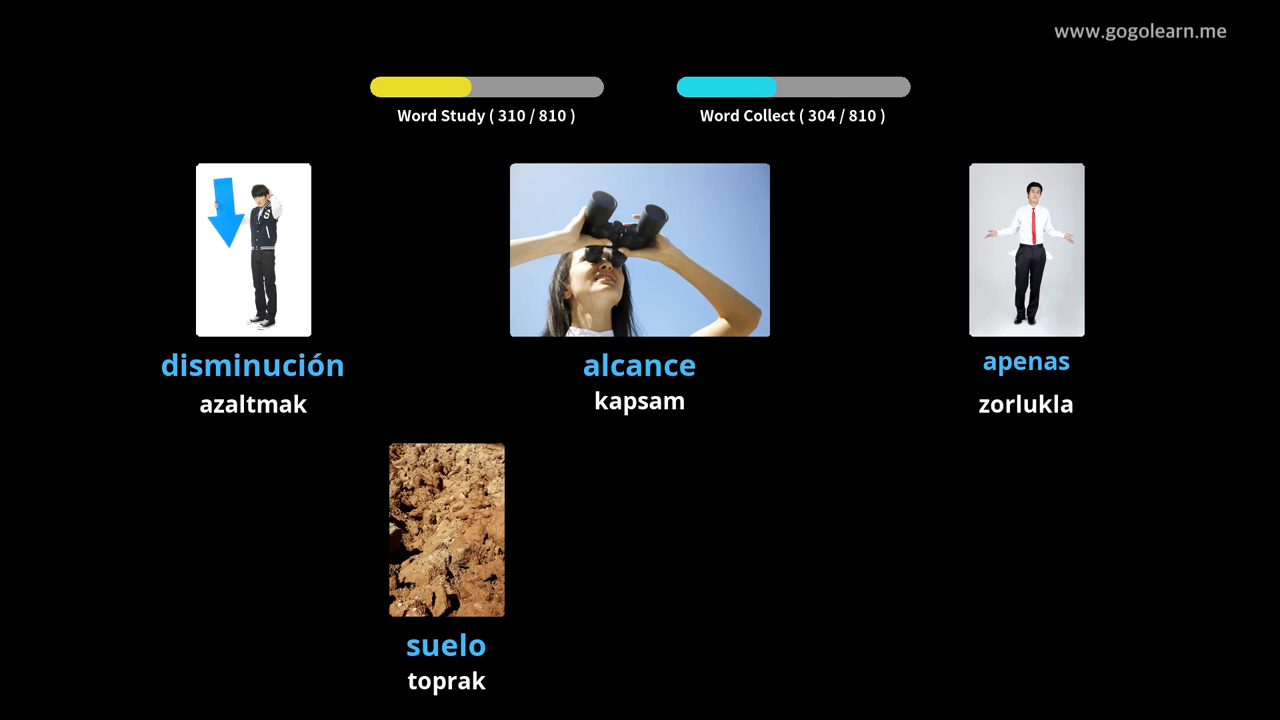 www.gogolearn.me
Word Study ( 310 / 810 )
Word Collect ( 304 / 810 )
disminución
azaltmak
alcance
kapsam
apenas
zorlukla
suelo
toprak